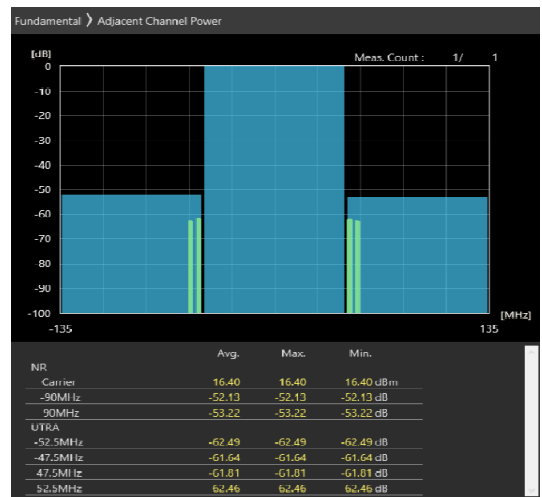 Fundamental ❯ Adjacent Channel Power
[dB]
Meas. Count : 1/ 1
0
-10
-20
-30
-40
-50
-60
-70
-80
-90
-100
[MHz]
-135 135
Avg. Max. Min.
NR
Carrier 16.40 16.40 16.40 dBm
-90MHz -52.13 -52.13 -52.13 dB
90MHz -53.22 -53.22 -53.22 dB
UTRA
-52.5MHz -62.49 -62.49 -62.49 dB
-47.5MHz -61.64 -61.64 -61.64 dB
47.5MHz -61.81 -61.81 -61.81 dB
52.5MHz 62.46 62.46 62.46 dB